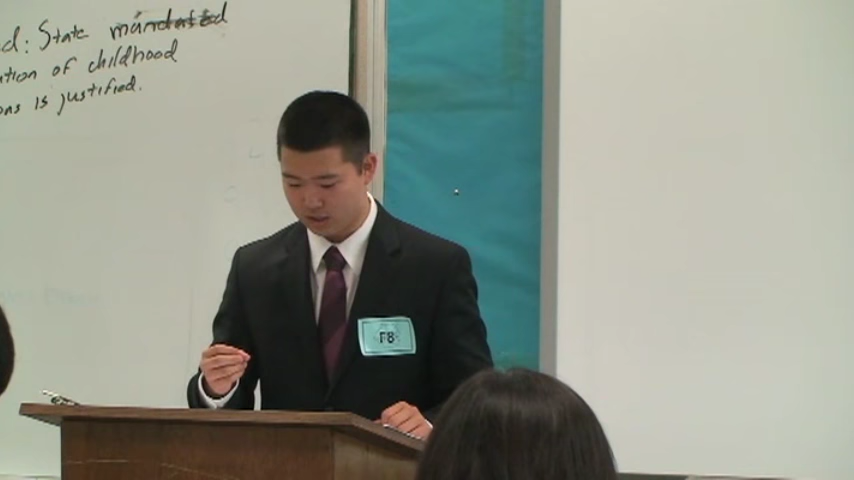 d: State mandated
ation of childhood
ons is justified.
F8